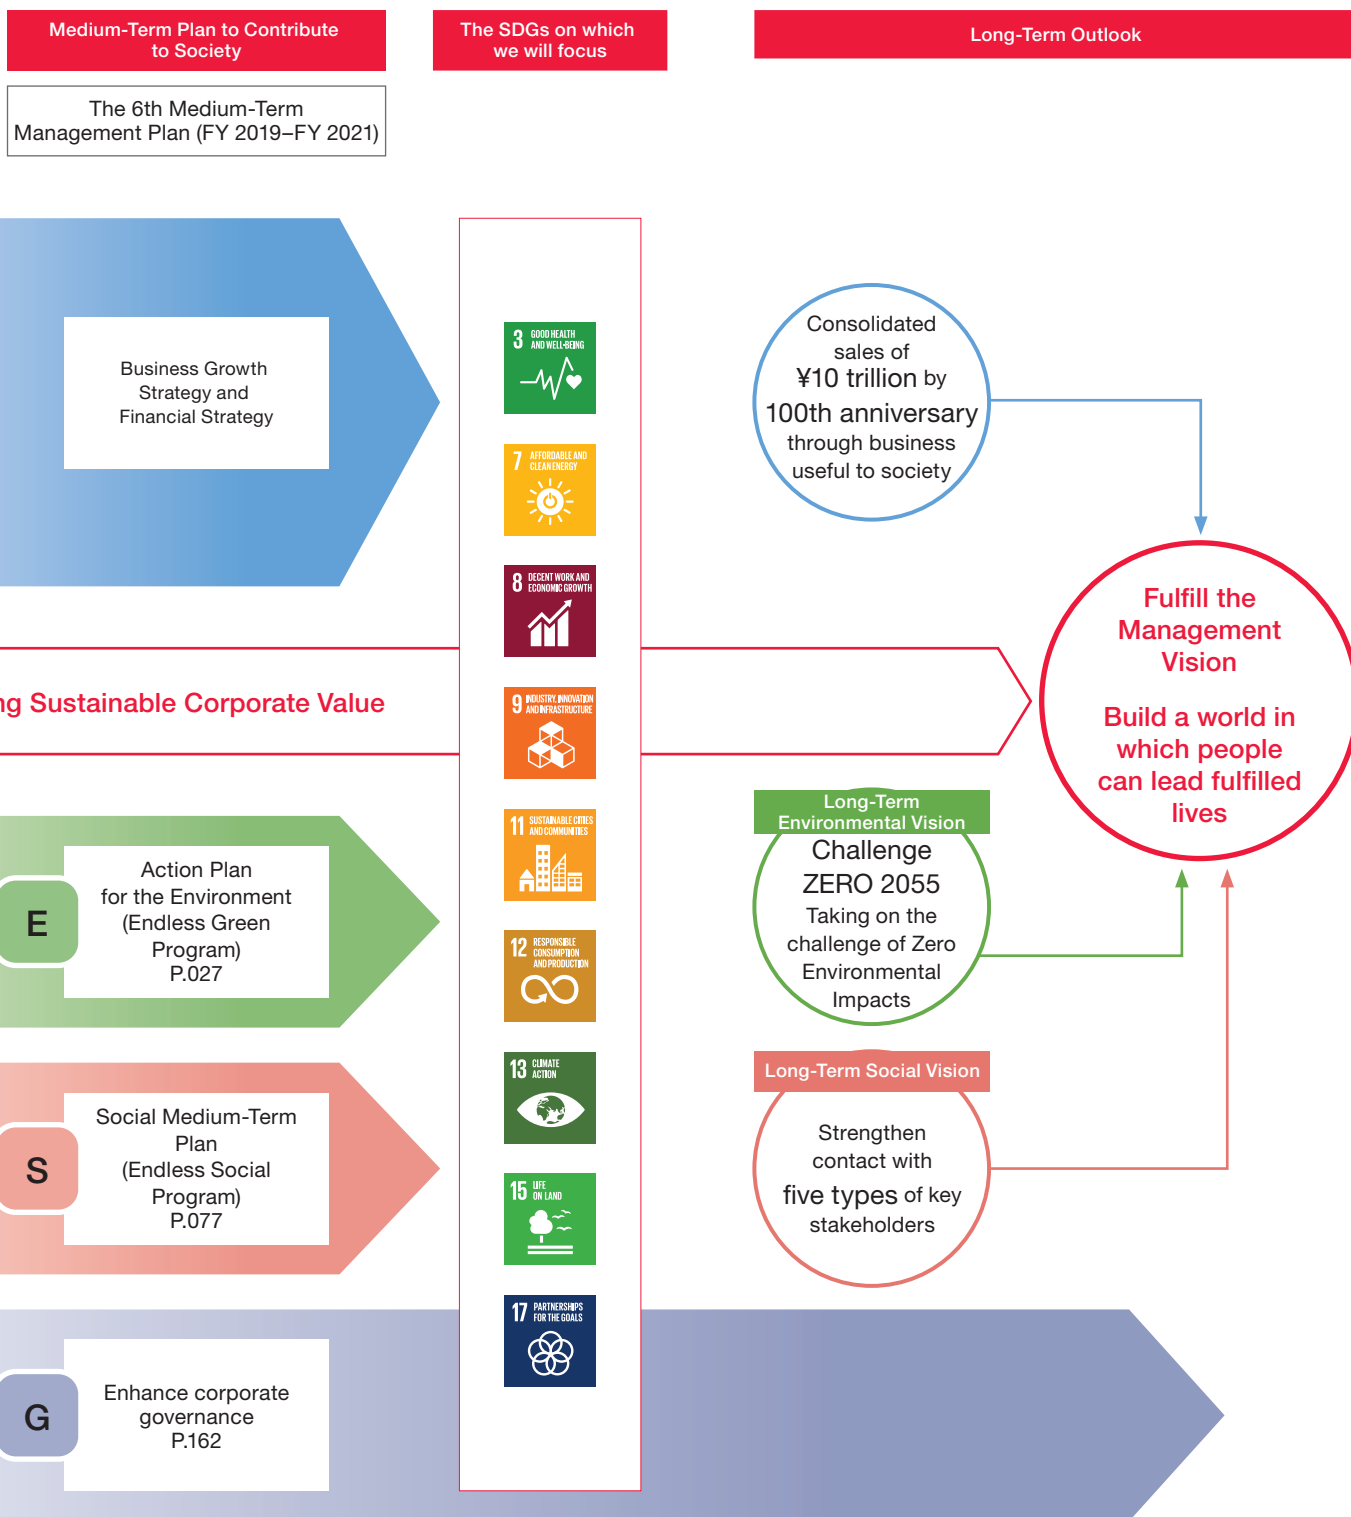 Medium-Term Plan to Contribute
to Society
The SDGs on which
we will focus
Long-Term Outlook
The 6th Medium-Term
Management Plan (FY 2019–FY 2021)
Business Growth
Strategy and
Financial Strategy
3 GOOD HEALTH
AND WELL-BEING
7 AFFORDABLE AND
CLEAN ENERGY
8 DECENT WORK AND
ECONOMIC GROWTH
9 INDUSTRY, INNOVATION
AND INFRASTRUCTURE
11 SUSTAINABLE CITIES
AND COMMUNITIES
12 RESPONSIBLE
CONSUMPTION
AND PRODUCTION
13 CLIMATE
ACTION
15 LIFE
ON LAND
17 PARTNERSHIPS
FOR THE GOALS
Consolidated
sales of
¥10 trillion by
100th anniversary
through business
useful to society
ng Sustainable Corporate Value
Fulfill the
Management
Vision
Build a world in
which people
can lead fulfilled
lives
E
Action Plan
for the Environment
(Endless Green
Program)
P.027
Long-Term
Environmental Vision
Challenge
ZERO 2055
Taking on the
challenge of Zero
Environmental
Impacts
S
Social Medium-Term
Plan
(Endless Social
Program)
P.077
Long-Term Social Vision
Strengthen
contact with
five types of key
stakeholders
G
Enhance corporate
governance
P.162